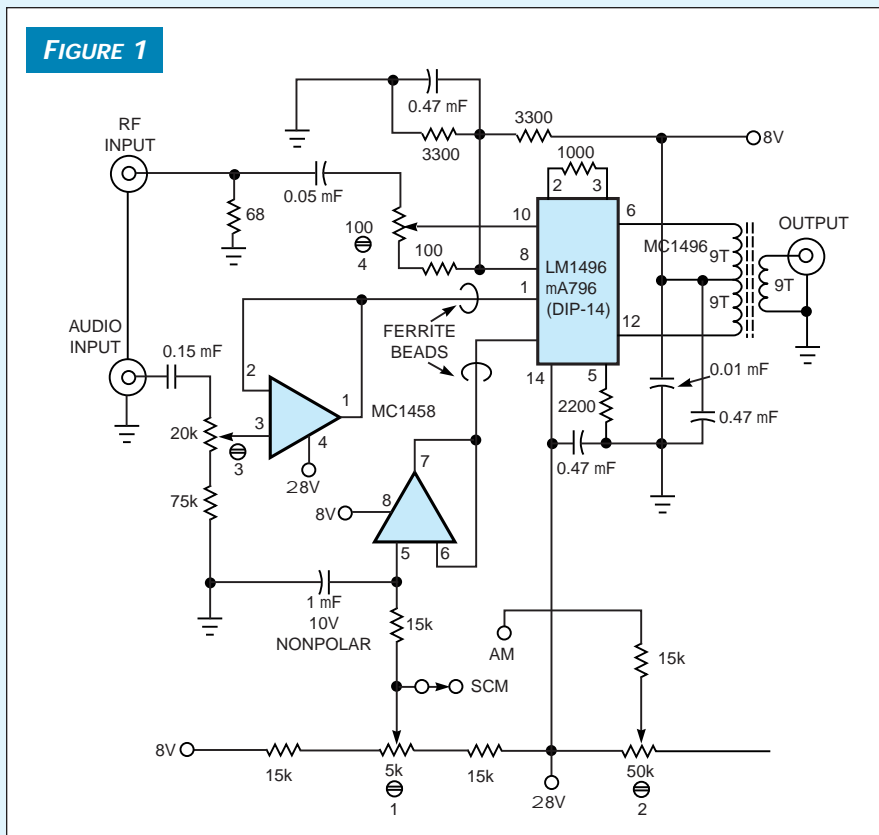 FIGURE 1
0.47 mF
RF
INPUT
3300
3300
8V
1000
2
3
0.05 mF
68
100
4
100
10
8
1
6
12
14
5
LM1496
mA796
(DIP-14)
MC1496
9T
9T
9T
OUTPUT
FERRITE
BEADS
AUDIO
INPUT
0.15 mF
2
3
1
4
MC1458
28V
20k
3
75k
2200
0.47 mF
0.01 mF
0.47 mF
7
8
8V
5
6
1 mF
10V
NONPOLAR
15k
SCM
AM
15k
8V
15k
5k
1
15k
28V
50k
2